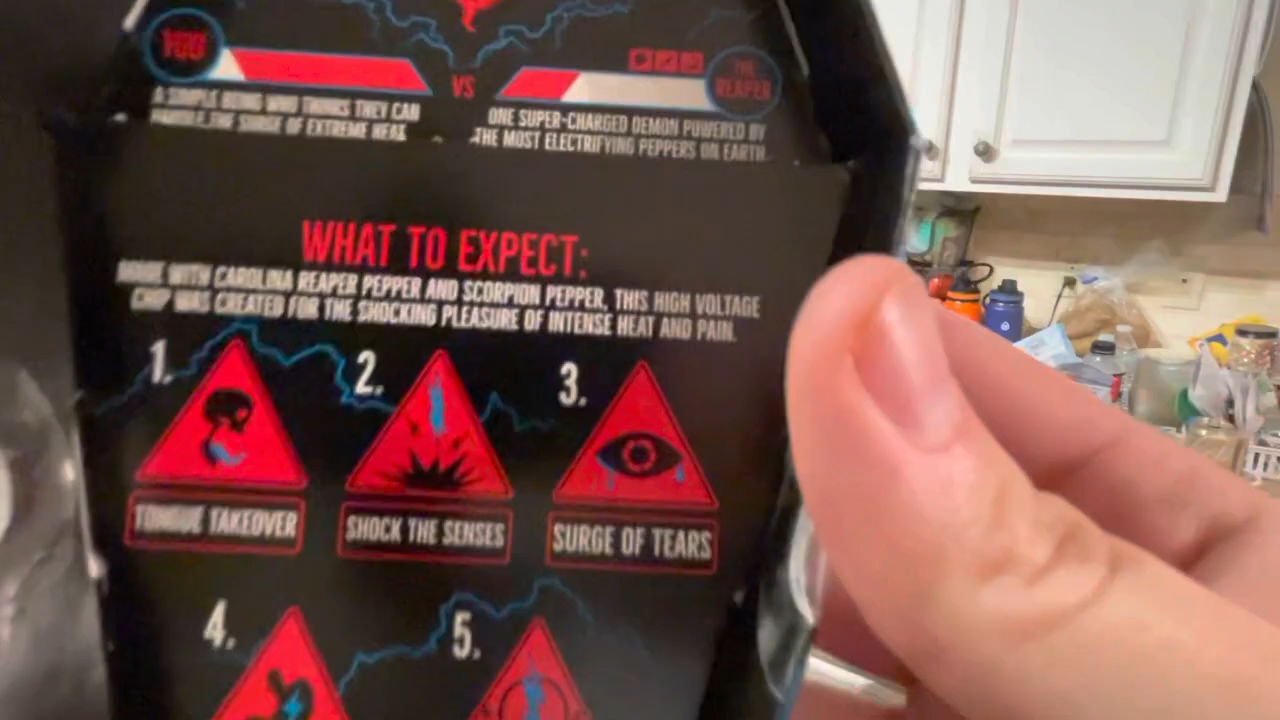 YOU
VS
THE
REAPER
A SIMPLE BEING WHO THINKS THEY CAN
HANDLE THE SURGE OF EXTREME HEAT
ONE SUPER-CHARGED DEMON POWERED BY
THE MOST ELECTRIFYING PEPPERS ON EARTH.
WHAT TO EXPECT:
MADE WITH CAROLINA REAPER PEPPER AND SCORPION PEPPER, THIS HIGH VOLTAGE
CHIP WAS CREATED FOR THE SHOCKING PLEASURE OF INTENSE HEAT AND PAIN.
1.
2.
3.
TONGUE TAKEOVER
SHOCK THE SENSES
SURGE OF TEARS
4.
5.